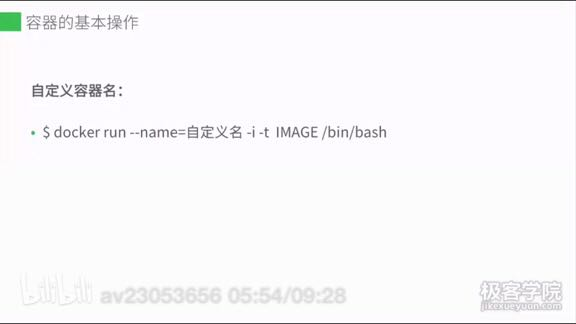 容器的基本操作
自定义容器名：
• $ docker run --name=自定义名 -i -t IMAGE /bin/bash
bilibili av23053656 05:54/09:28
极客学院
jikexueyuan.com